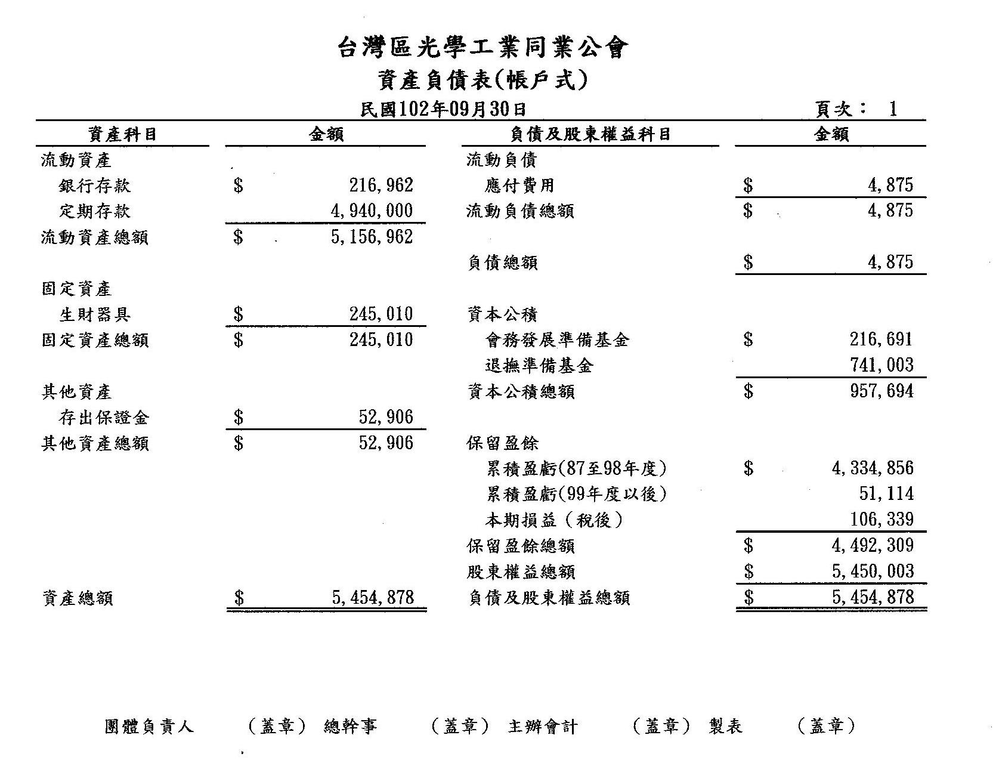 台灣區光學工業同業公會
資產負債表(帳戶式)
民國102年09月30日 頁次： 1
資產科目 金額 負債及股東權益科目 金額
流動資產 流動負債
銀行存款 $ 216,962 應付費用 $ 4,875
定期存款 4,940,000 流動負債總額 $ 4,875
流動資產總額 $ 5,156,962
負債總額 $ 4,875
固定資產
生財器具 $ 245,010 資本公積
固定資產總額 $ 245,010 會務發展準備基金 $ 216,691
退撫準備基金 741,003
其他資產 資本公積總額 $ 957,694
存出保證金 $ 52,906
其他資產總額 $ 52,906 保留盈餘
累積盈虧(87至98年度) $ 4,334,856
累積盈虧(99年度以後) 51,114
本期損益（稅後） 106,339
保留盈餘總額 $ 4,492,309
股東權益總額 $ 5,450,003
資產總額 $ 5,454,878 負債及股東權益總額 $ 5,454,878
團體負責人 （蓋章） 總幹事 （蓋章） 主辦會計 （蓋章） 製表 （蓋章）